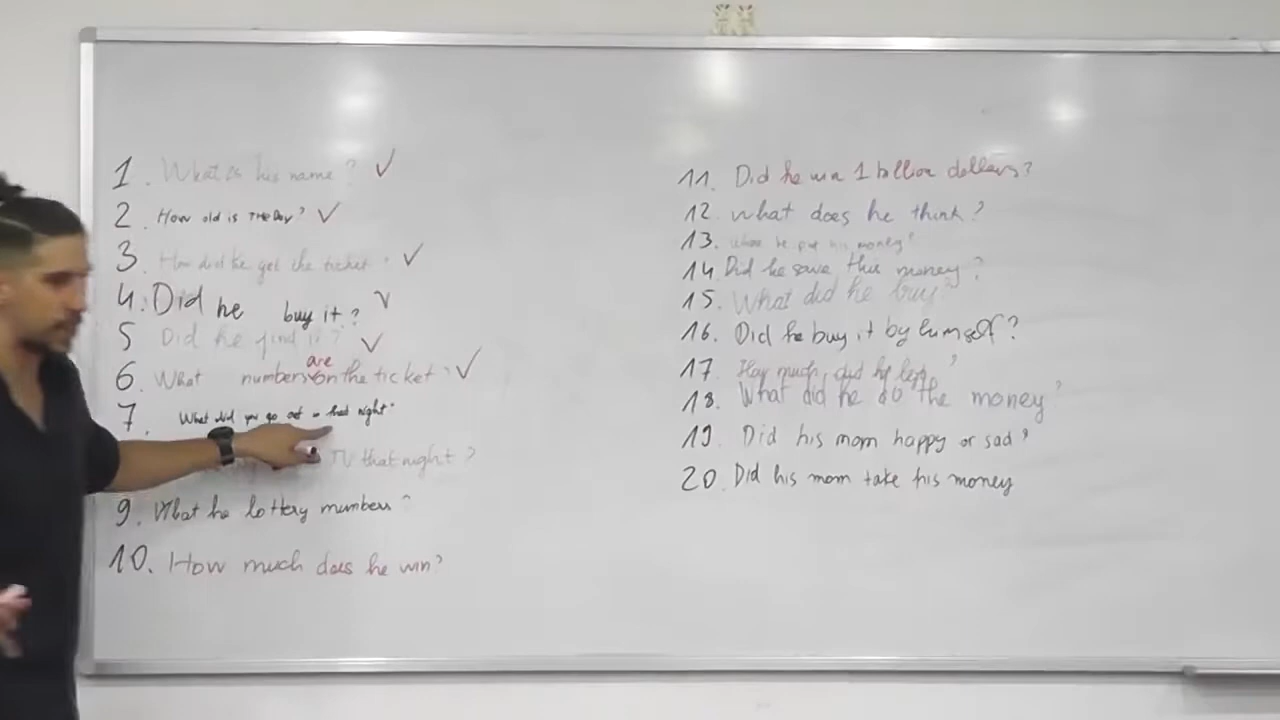 1. What is his name? ✓
2. How old is THE Boy? ✓
3. How did he get the ticket. ✓
4. Did he buy it? ✓
5 Did he find it? ✓
6. What numbers are on the ticket. ✓
7. What did you go at that night
TV that night?
9. What he lottery numbers?
10. How much does he win?
11. Did he win 1 billion dollars?
12. What does he think?
13. he put his money?
14 Did he save this money?
15. What did he buy?
16. Did he buy it by himself?
17. much did he
18. What did he do the money?
19. Did his mom happy or sad?
20. Did his mom take his money